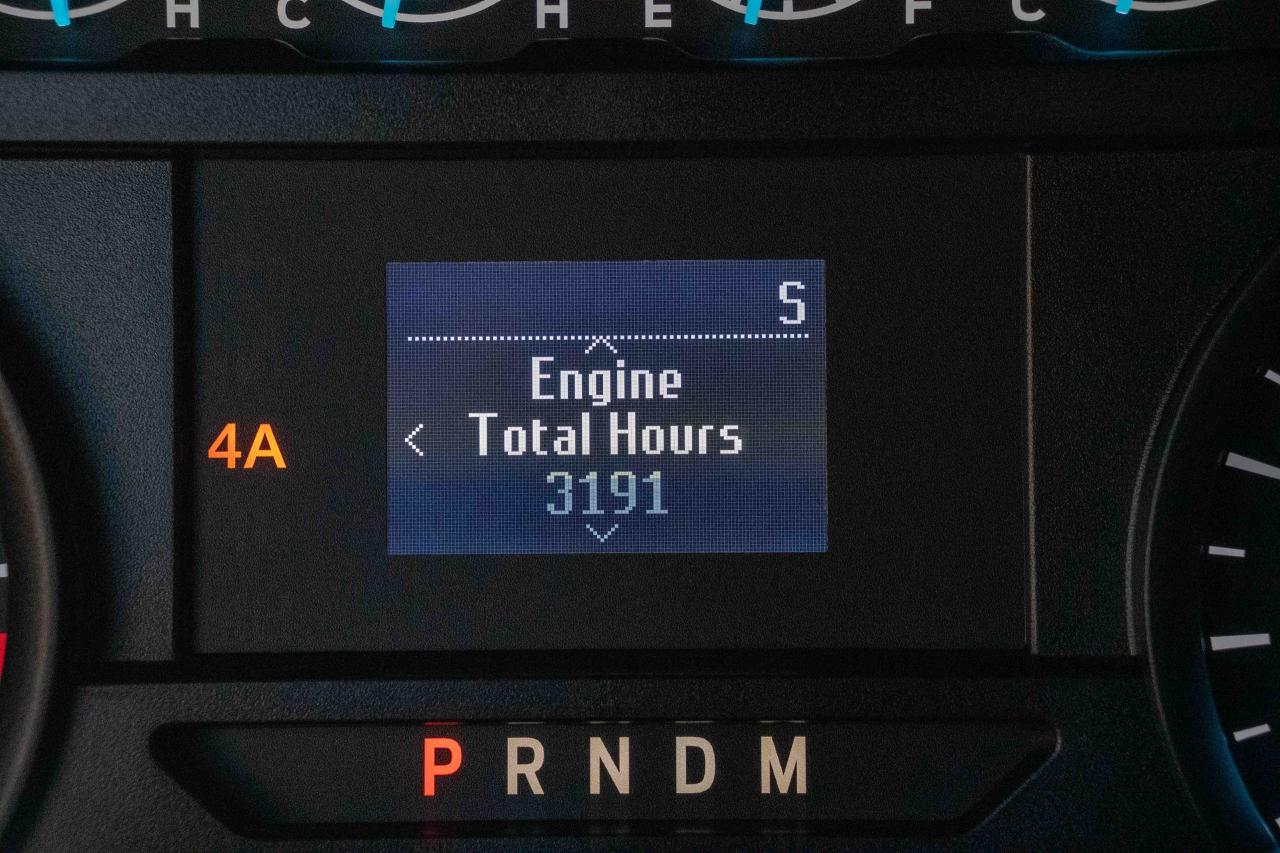 H C H E F C
S
Engine
< Total Hours
3191
4A
P R N D M